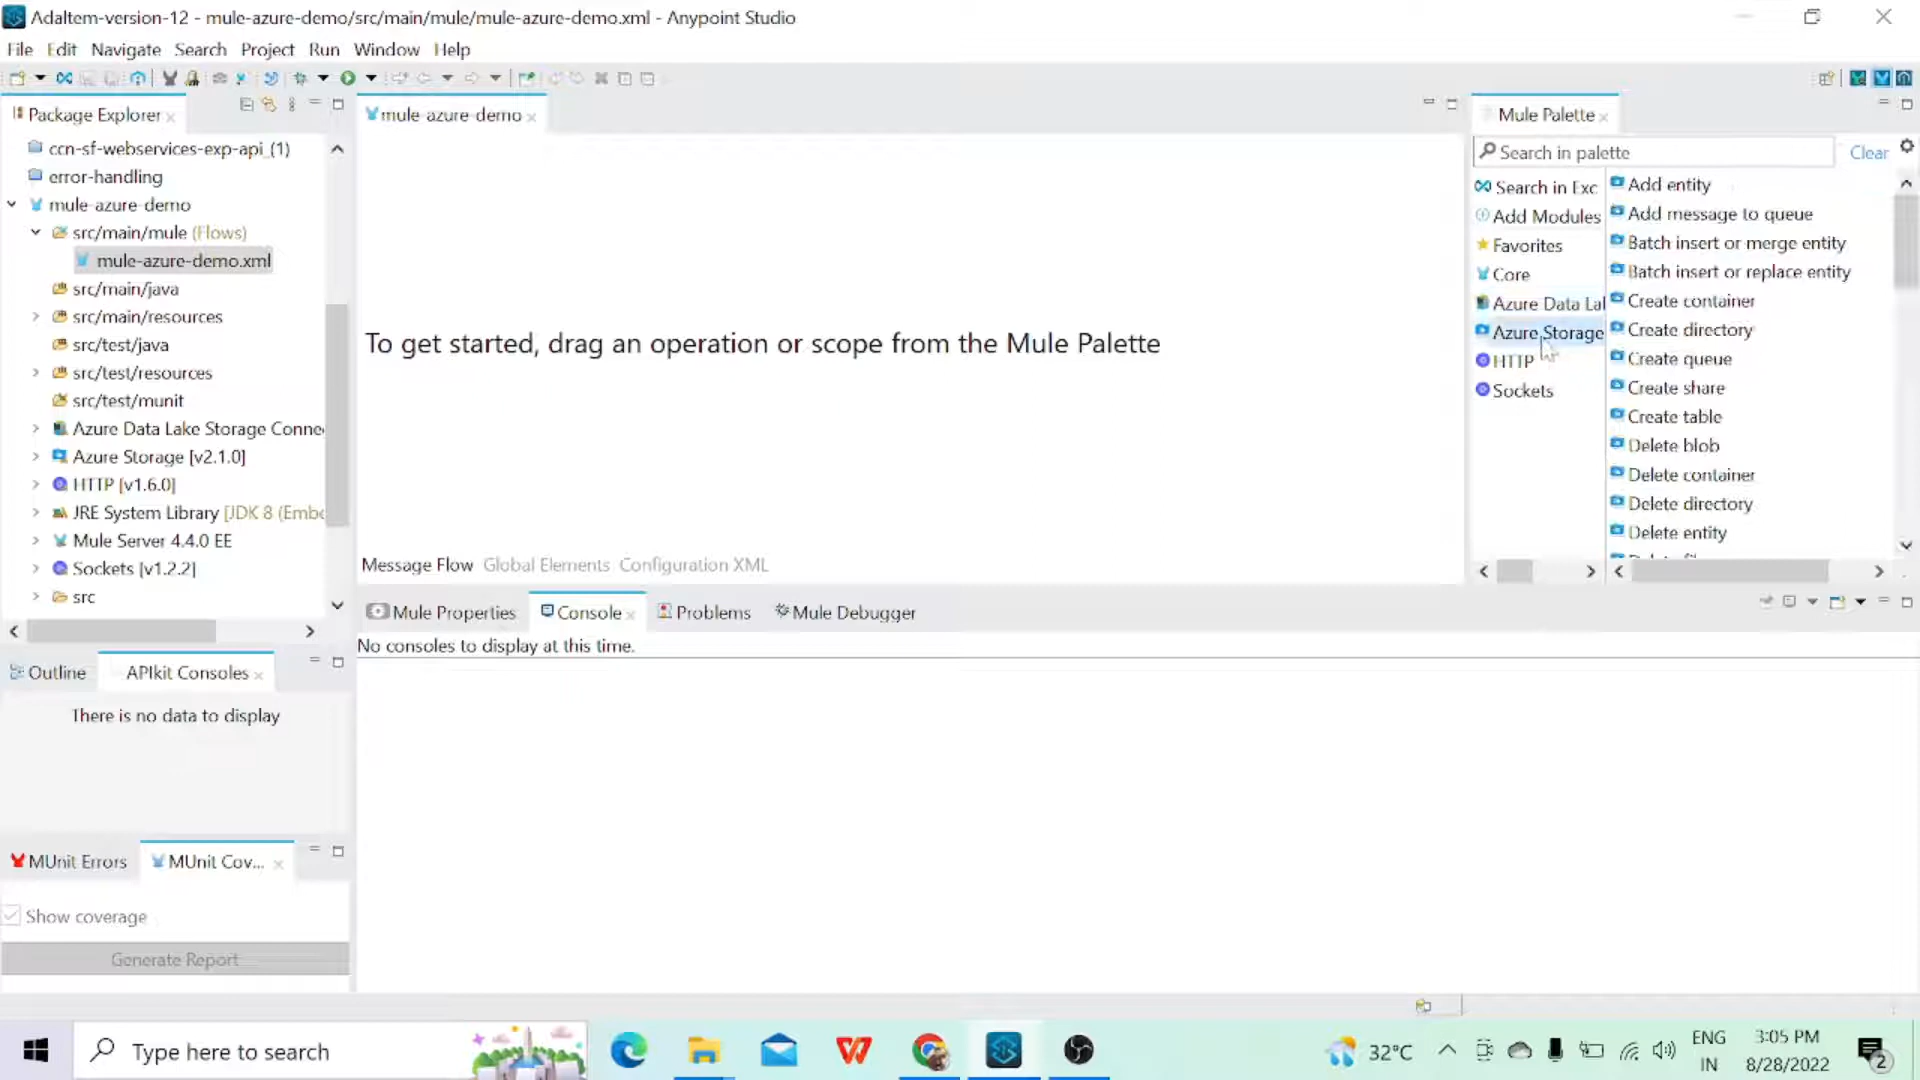 AdaItem-version-12 - mule-azure-demo/src/main/mule/mule-azure-demo.xml - Anypoint Studio
File Edit Navigate Search Project Run Window Help
Package Explorer
ccn-sf-webservices-exp-api_(1)
error-handling
mule-azure-demo
src/main/mule (Flows)
mule-azure-demo.xml
src/main/java
src/main/resources
src/test/java
src/test/resources
src/test/munit
Azure Data Lake Storage Conne
Azure Storage [v2.1.0]
HTTP [v1.6.0]
JRE System Library [JDK 8 (Embe
Mule Server 4.4.0 EE
Sockets [v1.2.2]
src
Outline APIkit Consoles
There is no data to display
MUnit Errors MUnit Cov...
Show coverage
Generate Report
mule-azure-demo
To get started, drag an operation or scope from the Mule Palette
Message Flow Global Elements Configuration XML
Mule Properties Console Problems Mule Debugger
No consoles to display at this time.
Mule Palette
Search in palette Clear
Search in Exc
Add Modules
Favorites
Core
Azure Data Lal
Azure Storage
HTTP
Sockets
Add entity
Add message to queue
Batch insert or merge entity
Batch insert or replace entity
Create container
Create directory
Create queue
Create share
Create table
Delete blob
Delete container
Delete directory
Delete entity
Type here to search
32°C
ENG
IN
3:05 PM
8/28/2022
2